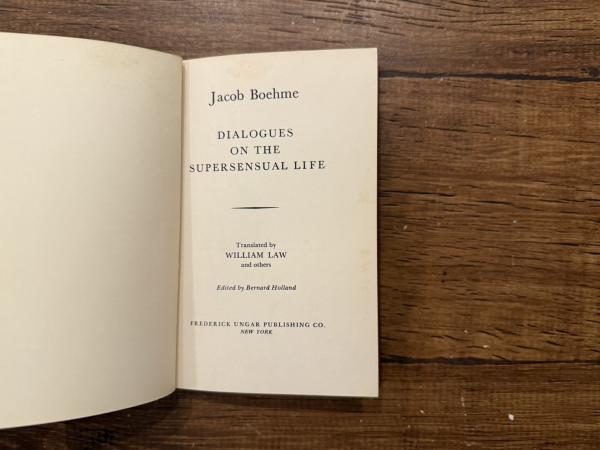 Jacob Boehme
DIALOGUES
ON THE
SUPERSENSUAL LIFE
Translated by
WILLIAM LAW
and others
Edited by Bernard Holland
FREDERICK UNGAR PUBLISHING CO.
NEW YORK